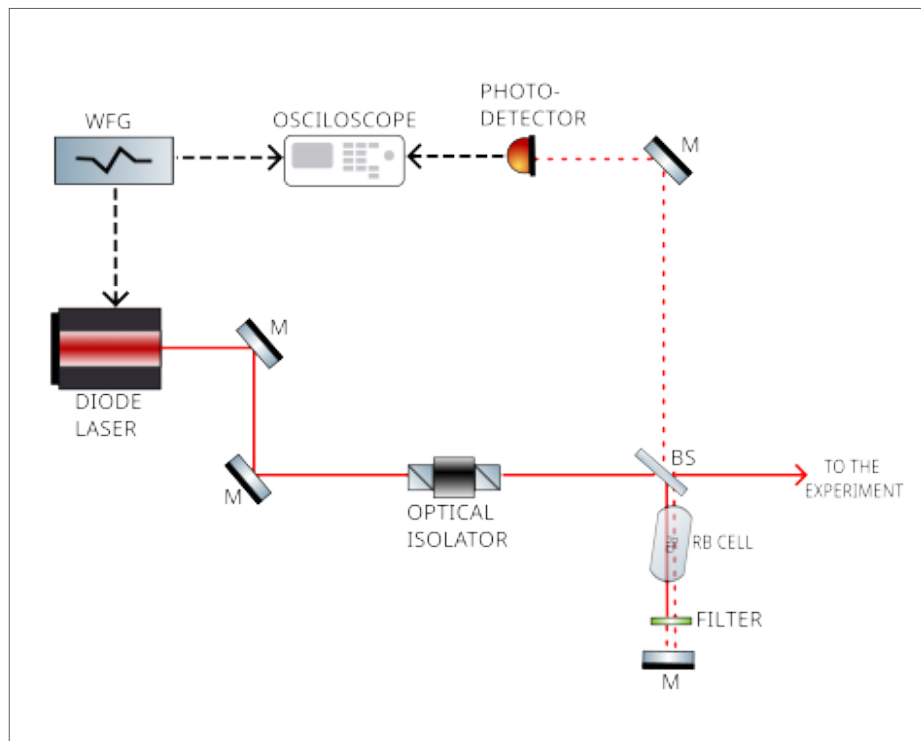 PHOTO-
DETECTOR
WFG
OSCILOSCOPE
M
M
DIODE
LASER
M
BS
TO THE
EXPERIMENT
OPTICAL
ISOLATOR
RB CELL
FILTER
M